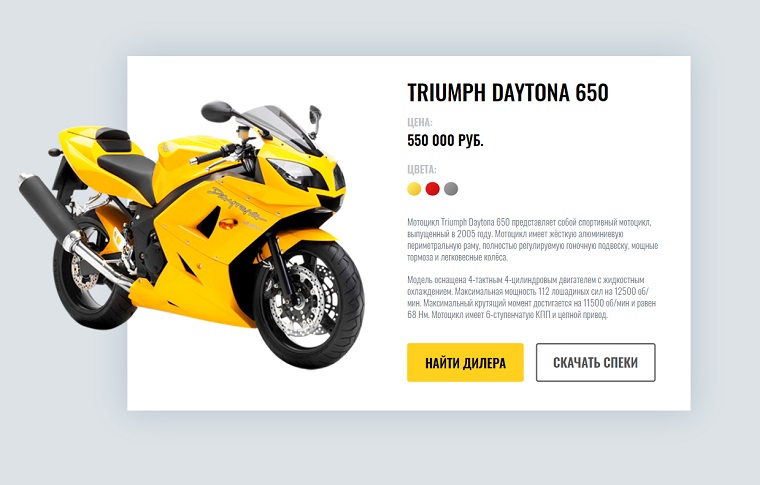 TRIUMPH DAYTONA 650
ЦЕНА:
550 000 РУБ.
ЦВЕТА:
Мотоцикл Triumph Daytona 650 представляет собой спортивный мотоцикл,
выпущенный в 2005 году. Мотоцикл имеет жёсткую алюминиевую
периметральную раму, полностью регулируемую гоночную подвеску, мощные
тормоза и легковесные колёса.
Модель оснащена 4-тактным 4-цилиндровым двигателем с жидкостным
охлаждением. Максимальная мощность 112 лошадиных сил на 12500 об/
мин. Максимальный крутящий момент достигается на 11500 об/мин и равен
68 Нм. Мотоцикл имеет 6-ступенчатую КПП и цепной привод.
НАЙТИ ДИЛЕРА
СКАЧАТЬ СПЕКИ